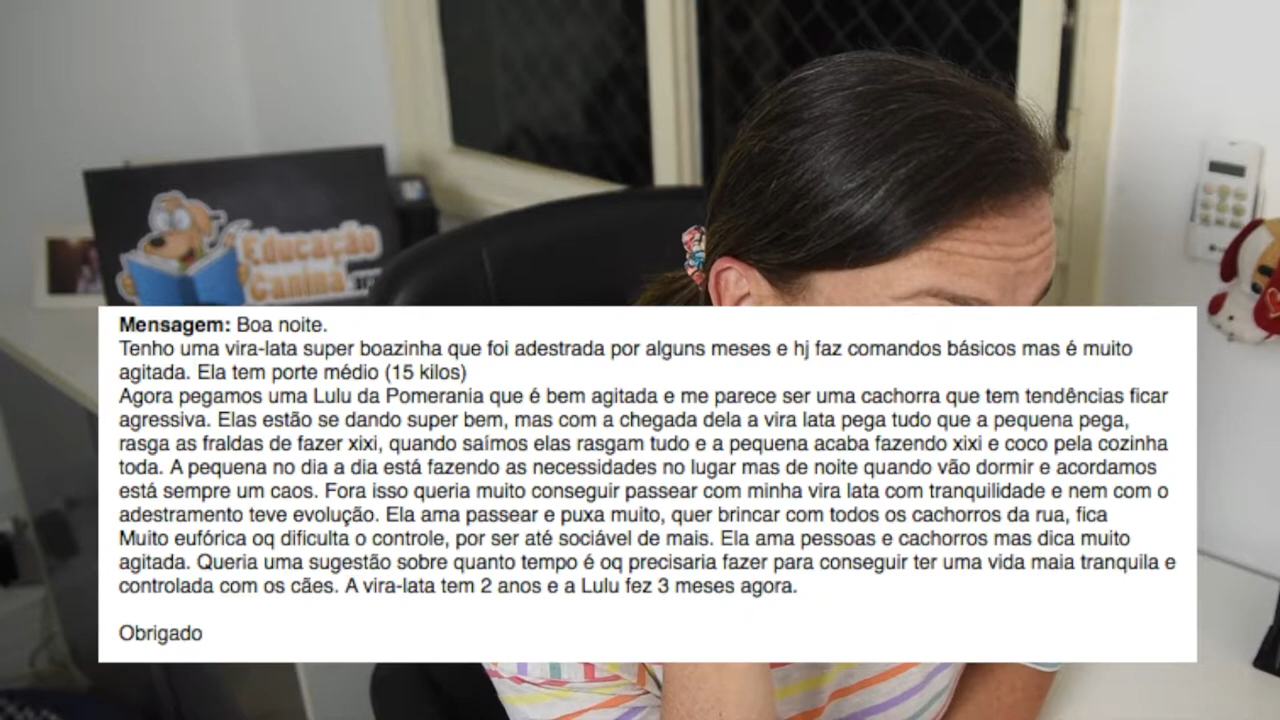 Educação
Canina
Mensagem: Boa noite.
Tenho uma vira-lata super boazinha que foi adestrada por alguns meses e hj faz comandos básicos mas é muito
agitada. Ela tem porte médio (15 kilos)
Agora pegamos uma Lulu da Pomerania que é bem agitada e me parece ser uma cachorra que tem tendências ficar
agressiva. Elas estão se dando super bem, mas com a chegada dela a vira lata pega tudo que a pequena pega,
rasga as fraldas de fazer xixi, quando saímos elas rasgam tudo e a pequena acaba fazendo xixi e coco pela cozinha
toda. A pequena no dia a dia está fazendo as necessidades no lugar mas de noite quando vão dormir e acordamos
está sempre um caos. Fora isso queria muito conseguir passear com minha vira lata com tranquilidade e nem com o
adestramento teve evolução. Ela ama passear e puxa muito, quer brincar com todos os cachorros da rua, fica
Muito eufórica oq dificulta o controle, por ser até sociável de mais. Ela ama pessoas e cachorros mas dica muito
agitada. Queria uma sugestão sobre quanto tempo é oq precisaria fazer para conseguir ter uma vida maia tranquila e
controlada com os cães. A vira-lata tem 2 anos e a Lulu fez 3 meses agora.
Obrigado